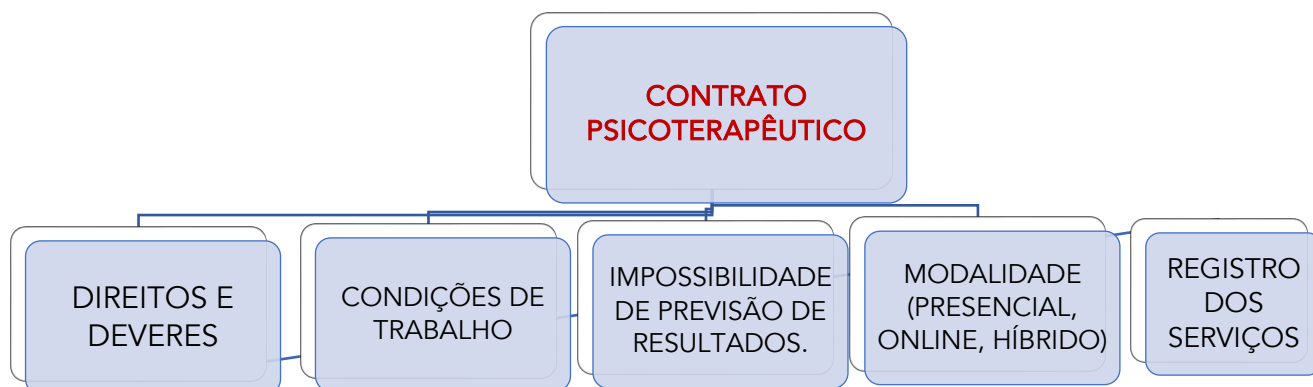 CONTRATO
PSICOTERAPÊUTICO
DIREITOS E
DEVERES
CONDIÇÕES DE
TRABALHO
IMPOSSIBILIDADE
DE PREVISÃO DE
RESULTADOS.
MODALIDADE
(PRESENCIAL,
ONLINE, HÍBRIDO)
REGISTRO
DOS
SERVIÇOS